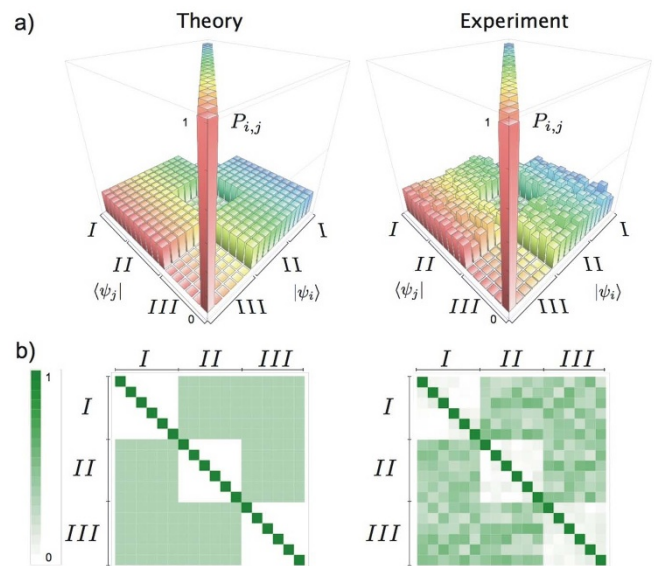 Theory Experiment
a)
1 P_{i,j} 1 P_{i,j}
I I I I
II II II II
⟨ψ_j| III III |ψ_i⟩ ⟨ψ_j| III III |ψ_i⟩
0 0
b)
I II III I II III
1
I I
II II
III III
0